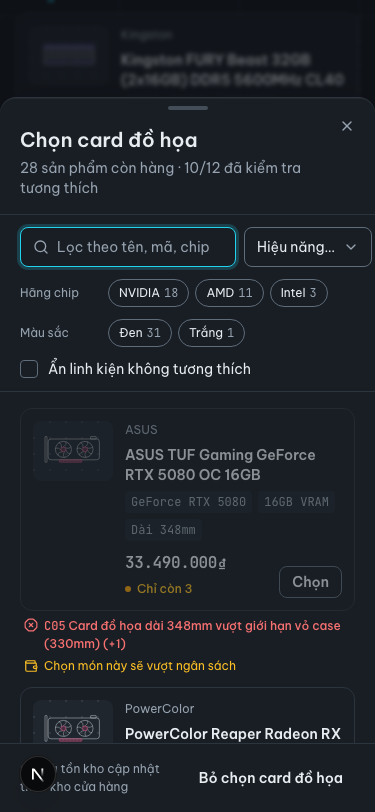 Kingston
Kingston FURY Beast 32GB
(2x16GB) DDR5 5600MHz CL40
Chọn card đồ họa
28 sản phẩm còn hàng · 10/12 đã kiểm tra
tương thích
Lọc theo tên, mã, chip
Hiệu năng...
Hãng chip
NVIDIA 18
AMD 11
Intel 3
Màu sắc
Đen 31
Trắng 1
Ẩn linh kiện không tương thích
ASUS
ASUS TUF Gaming GeForce
RTX 5080 OC 16GB
GeForce RTX 5080
16GB VRAM
Dài 348mm
33.490.000₫
Chỉ còn 3
Chọn
C05 Card đồ họa dài 348mm vượt giới hạn vỏ case
(330mm) (+1)
Chọn món này sẽ vượt ngân sách
PowerColor
PowerColor Reaper Radeon RX
N
tồn kho cập nhật
kho cửa hàng
Bỏ chọn card đồ họa